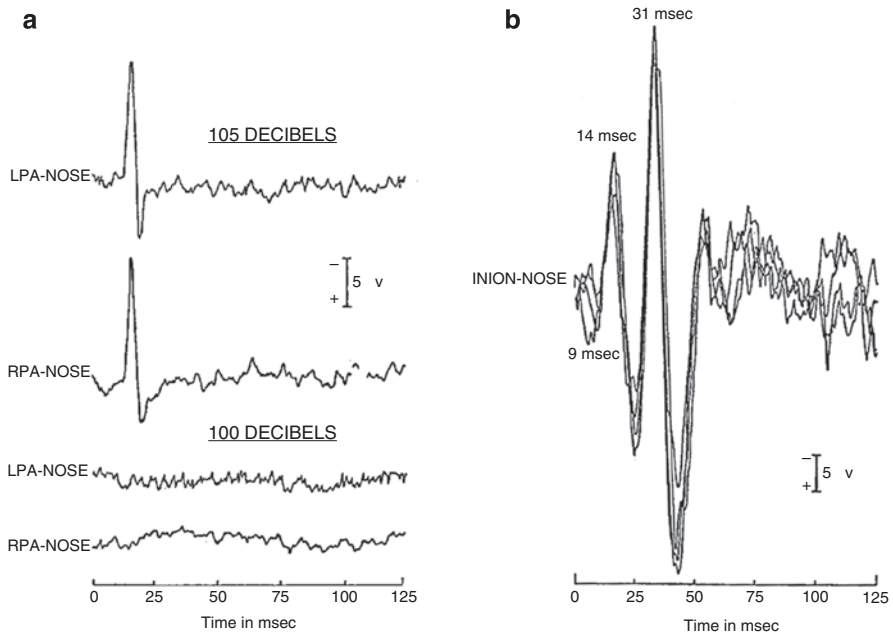 a
105 DECIBELS
LPA-NOSE
−
5 v
+
RPA-NOSE
100 DECIBELS
LPA-NOSE
RPA-NOSE
0 25 50 75 100 125
Time in msec
b
31 msec
14 msec
INION-NOSE
9 msec
−
5 v
+
0 25 50 75 100 125
Time in msec